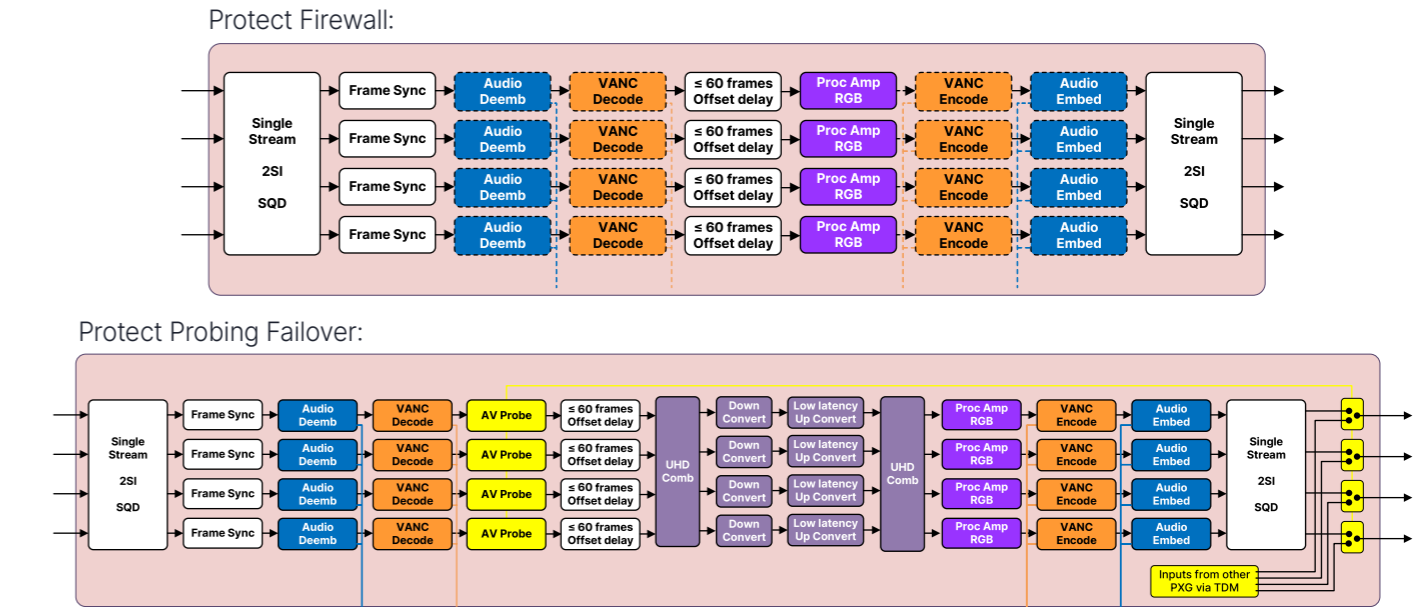 Protect Firewall:
Single
Stream
2SI
SQD
Frame Sync
Audio
Deemb
VANC
Decode
≤ 60 frames
Offset delay
Proc Amp
RGB
VANC
Encode
Audio
Embed
Frame Sync
Audio
Deemb
VANC
Decode
≤ 60 frames
Offset delay
Proc Amp
RGB
VANC
Encode
Audio
Embed
Frame Sync
Audio
Deemb
VANC
Decode
≤ 60 frames
Offset delay
Proc Amp
RGB
VANC
Encode
Audio
Embed
Frame Sync
Audio
Deemb
VANC
Decode
≤ 60 frames
Offset delay
Proc Amp
RGB
VANC
Encode
Audio
Embed
Single
Stream
2SI
SQD
Protect Probing Failover:
Single
Stream
2SI
SQD
Frame Sync
Audio
Deemb
VANC
Decode
AV Probe
≤ 60 frames
Offset delay
Frame Sync
Audio
Deemb
VANC
Decode
AV Probe
≤ 60 frames
Offset delay
Frame Sync
Audio
Deemb
VANC
Decode
AV Probe
≤ 60 frames
Offset delay
Frame Sync
Audio
Deemb
VANC
Decode
AV Probe
≤ 60 frames
Offset delay
UHD
Comb
Down
Convert
Low latency
Up Convert
Down
Convert
Low latency
Up Convert
Down
Convert
Low latency
Up Convert
Down
Convert
Low latency
Up Convert
UHD
Comb
Proc Amp
RGB
VANC
Encode
Audio
Embed
Proc Amp
RGB
VANC
Encode
Audio
Embed
Proc Amp
RGB
VANC
Encode
Audio
Embed
Proc Amp
RGB
VANC
Encode
Audio
Embed
Single
Stream
2SI
SQD
Inputs from other
PXG via TDM